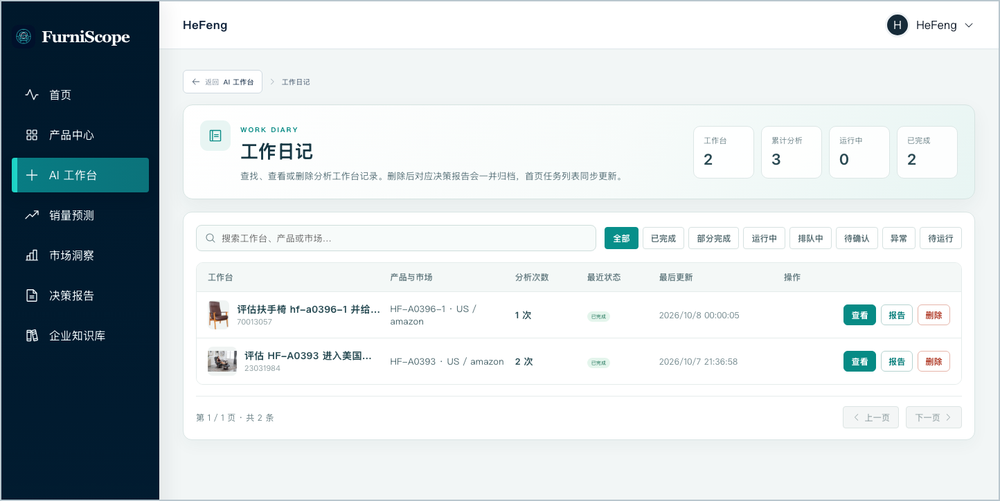 FurniScope
HeFeng
H HeFeng
首页
产品中心
AI 工作台
销量预测
市场洞察
决策报告
企业知识库
返回 AI 工作台
工作日记
WORK DIARY
工作日记
查找、查看或删除分析工作台记录。删除后对应决策报告会一并归档，首页任务列表同步更新。
工作台
2
累计分析
3
运行中
0
已完成
2
搜索工作台、产品或市场...
全部 已完成 部分完成 运行中 排队中 待确认 异常 待运行
工作台 产品与市场 分析次数 最近状态 最后更新 操作
评估扶手椅 hf-a0396-1 并给...
70013057
HF-A0396-1 · US /
amazon
1 次
已完成
2026/10/8 00:00:05
查看 报告 删除
评估 HF-A0393 进入美国...
23031984
HF-A0393 · US / amazon
2 次
已完成
2026/10/7 21:36:58
查看 报告 删除
第 1 / 1 页 · 共 2 条
上一页 下一页